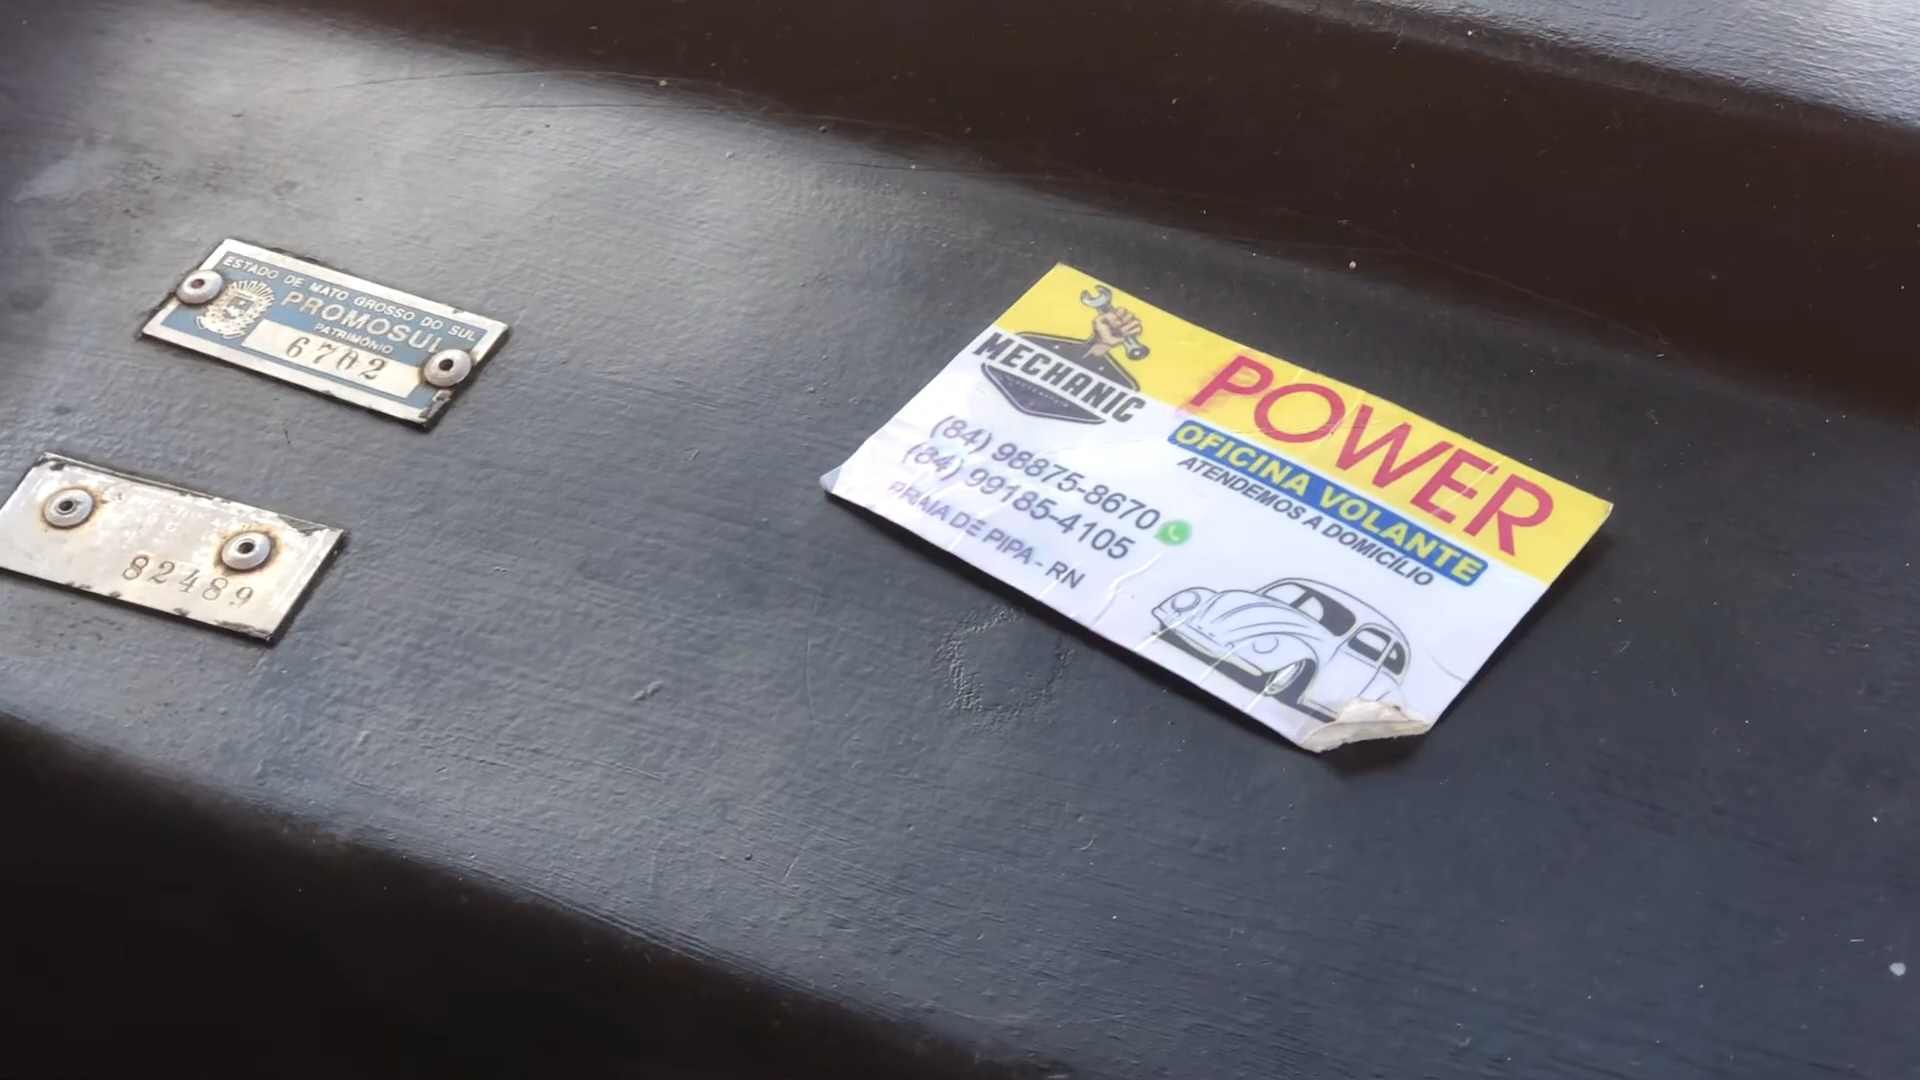 ESTADO DE MATO GROSSO DO SUL
PROMOSUL
PATRIMÔNIO
6702
82489
MECHANIC
POWER
OFICINA VOLANTE
ATENDEMOS A DOMICÍLIO
(84) 98875-8670
(84) 99185-4105
PRAIA DE PIPA - RN